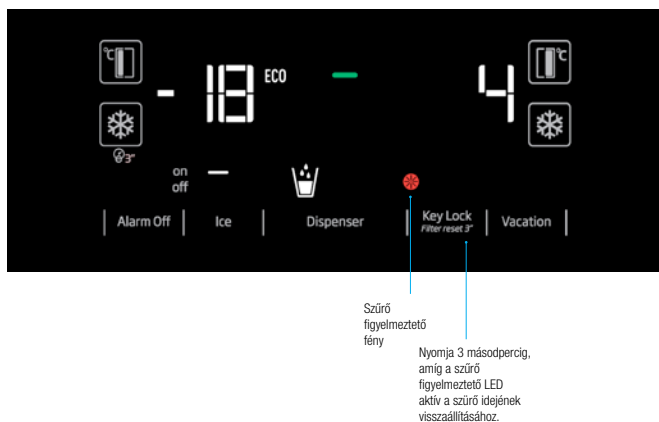 °C
°C
-18 ECO
4
3"
on
off
Alarm Off
Ice
Dispenser
Key Lock
Filter reset 3"
Vacation
Szűrő
figyelmeztető
fény
Nyomja 3 másodpercig,
amíg a szűrő
figyelmeztető LED
aktív a szürő idejének
visszaállításához.